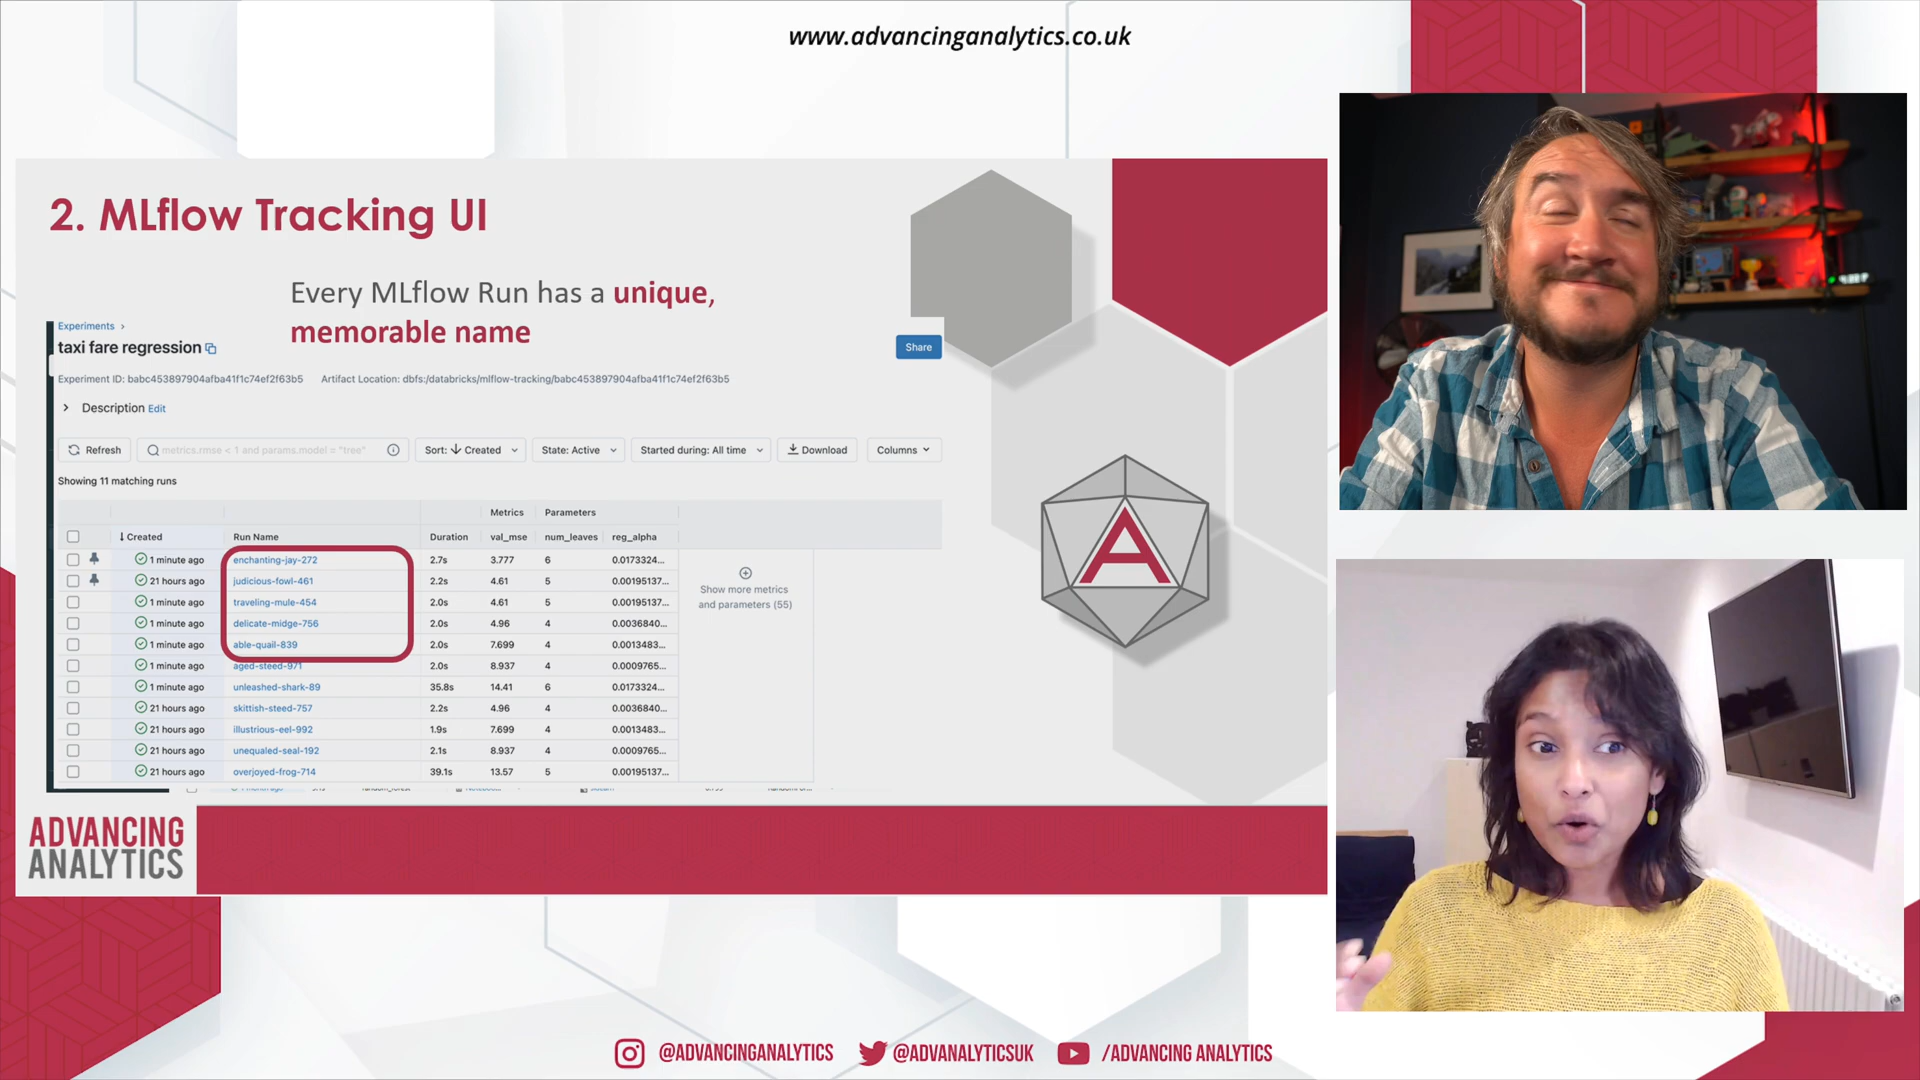 www.advancinganalytics.co.uk
2. MLflow Tracking UI
Every MLflow Run has a unique,
memorable name
Experiments >
taxi fare regression
Share
Experiment ID: babc453897904afba41f1c74ef2f63b5 Artifact Location: dbfs:/databricks/mlflow-tracking/babc453897904afba41f1c74ef2f63b5
> Description Edit
Refresh metrics.rmse < 1 and params.model = "tree" Sort: ↓ Created State: Active Started during: All time Download Columns
Showing 11 matching runs
Metrics Parameters
↓ Created Run Name Duration val_mse num_leaves reg_alpha
1 minute ago enchanting-jay-272 2.7s 3.777 6 0.0173324...
21 hours ago judicious-fowl-461 2.2s 4.61 5 0.00195137...
1 minute ago traveling-mule-454 2.0s 4.61 5 0.00195137...
1 minute ago delicate-midge-756 2.0s 4.96 4 0.0036840...
1 minute ago able-quail-839 2.0s 7.699 4 0.0013483...
1 minute ago aged-steed-971 2.0s 8.937 4 0.0009765...
1 minute ago unleashed-shark-89 35.8s 14.41 6 0.0173324...
21 hours ago skittish-steed-757 2.2s 4.96 4 0.0036840...
21 hours ago illustrious-eel-992 1.9s 7.699 4 0.0013483...
21 hours ago unequaled-seal-192 2.1s 8.937 4 0.0009765...
21 hours ago overjoyed-frog-714 39.1s 13.57 5 0.00195137...
Show more metrics
and parameters (55)
A
ADVANCING
ANALYTICS
@ADVANCINGANALYTICS @ADVANALYTICSUK /ADVANCING ANALYTICS